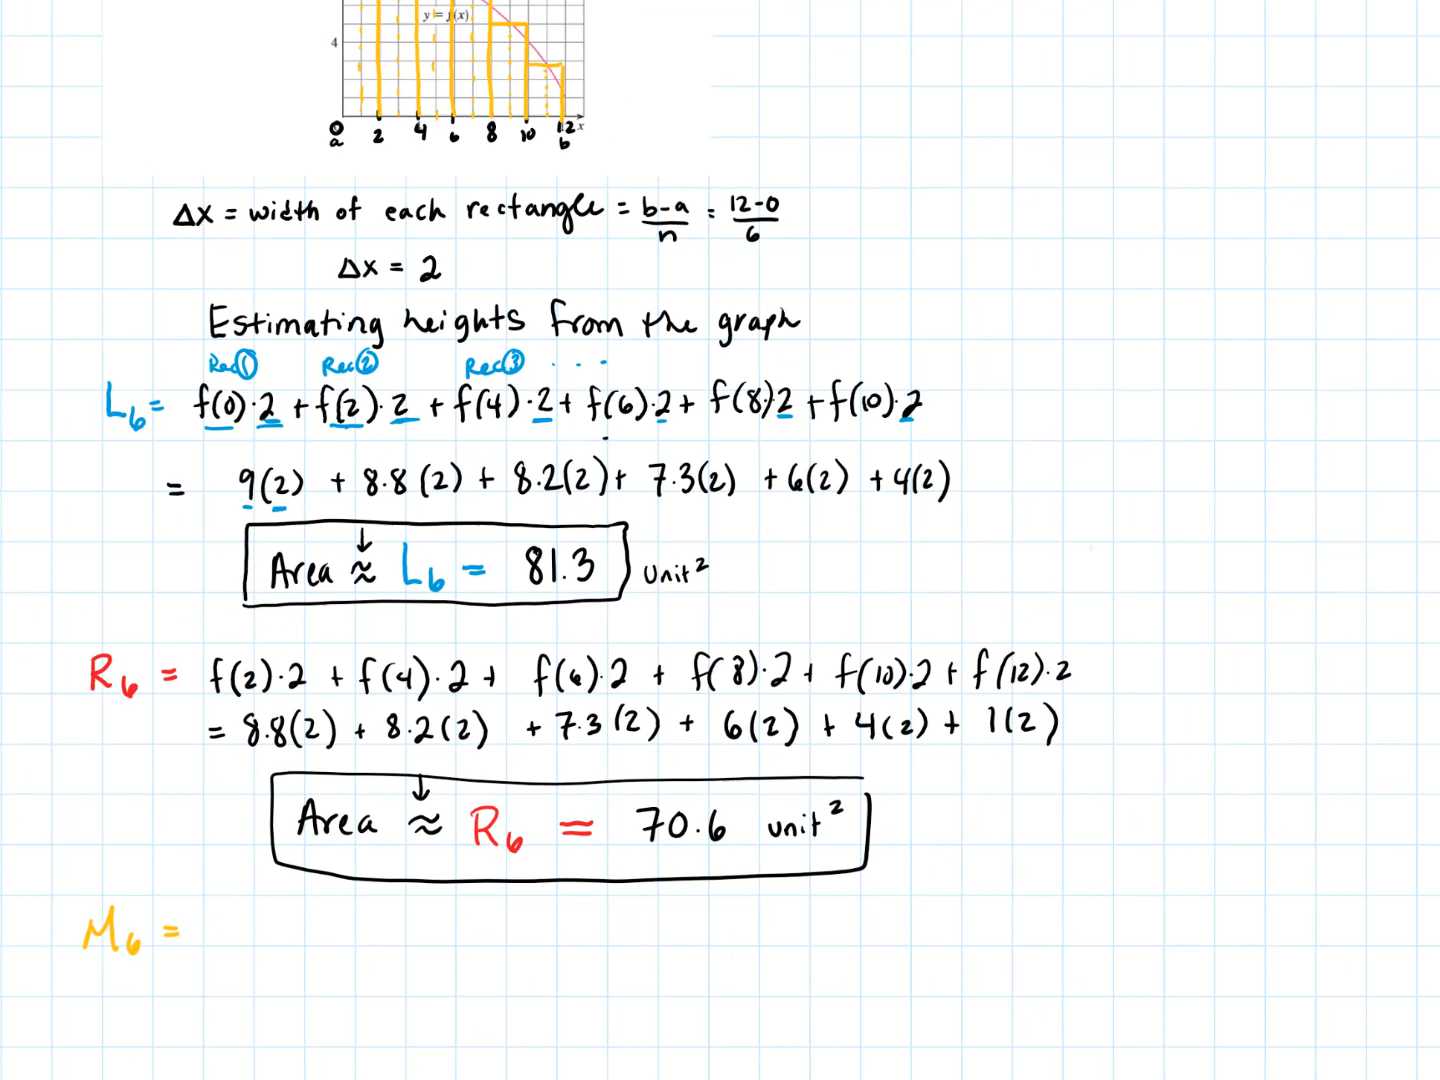 y = f(x)
4
0 2 4 6 8 10 12 x
a b
Δx = width of each rectangle = b-a/n = 12-0/6
Δx = 2
Estimating heights from the graph
Rec① Rec② Rec③ ...
L₆ = f(0)·2 + f(2)·2 + f(4)·2 + f(6)·2 + f(8)·2 + f(10)·2
= 9(2) + 8.8(2) + 8.2(2) + 7.3(2) + 6(2) + 4(2)
Area ≈ L₆ = 81.3 unit²
R₆ = f(2)·2 + f(4)·2 + f(6)·2 + f(8)·2 + f(10)·2 + f(12)·2
= 8.8(2) + 8.2(2) + 7.3(2) + 6(2) + 4(2) + 1(2)
Area ≈ R₆ = 70.6 unit²
M₆ =